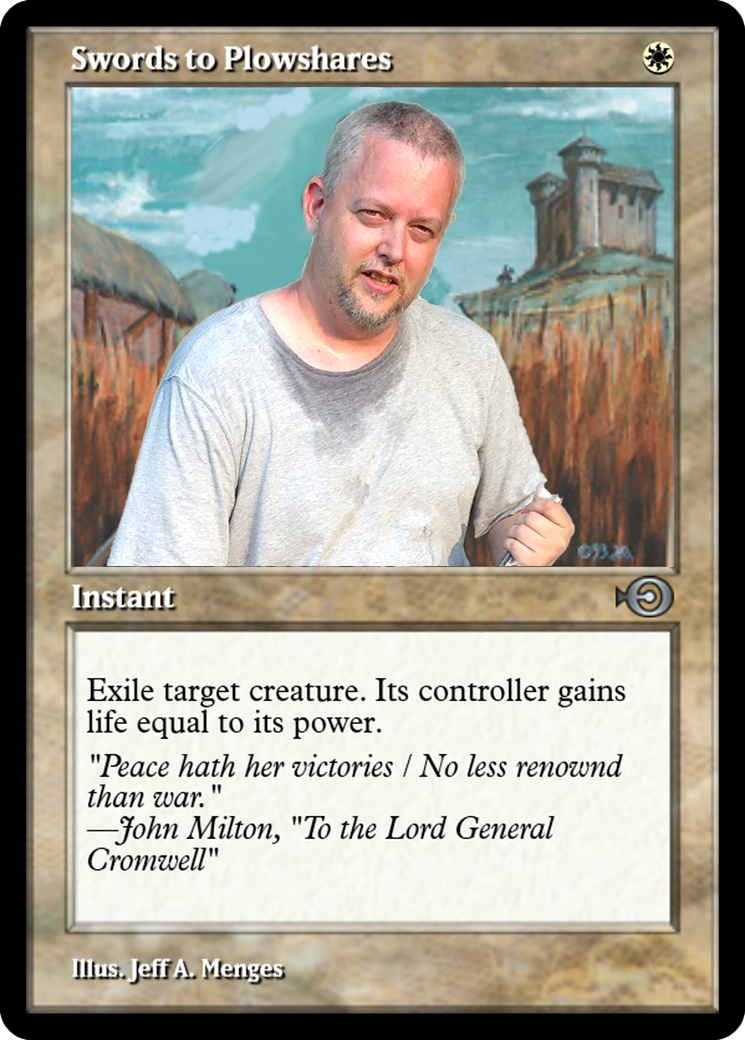 Swords to Plowshares
Instant
Exile target creature. Its controller gains
life equal to its power.
"Peace hath her victories / No less renownd
than war."
—John Milton, "To the Lord General
Cromwell"
Illus. Jeff A. Menges